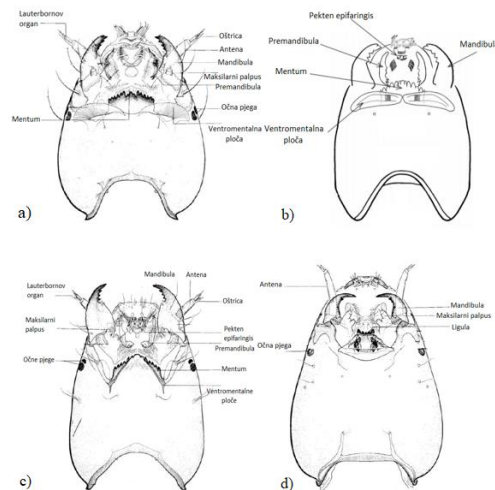 Lauterbornov
organ
Oštrica
Antena
Mandibula
Maksilarni palpus
Premandibula
Očna pjega
Mentum
Ventromentalna
ploča
a)
Pekten epifaringis
Premandibula
Mandibul
Mentum
Ventromentalna
ploča
b)
Mandibula
Antena
Lauterbornov
organ
Oštrica
Maksilarni
palpus
Pekten
epifaringis
Premandibula
Očne pjege
Mentum
Ventromentalne
ploče
c)
Antena
Mandibula
Maksilarni palpus
Ligula
Očna pjega
d)